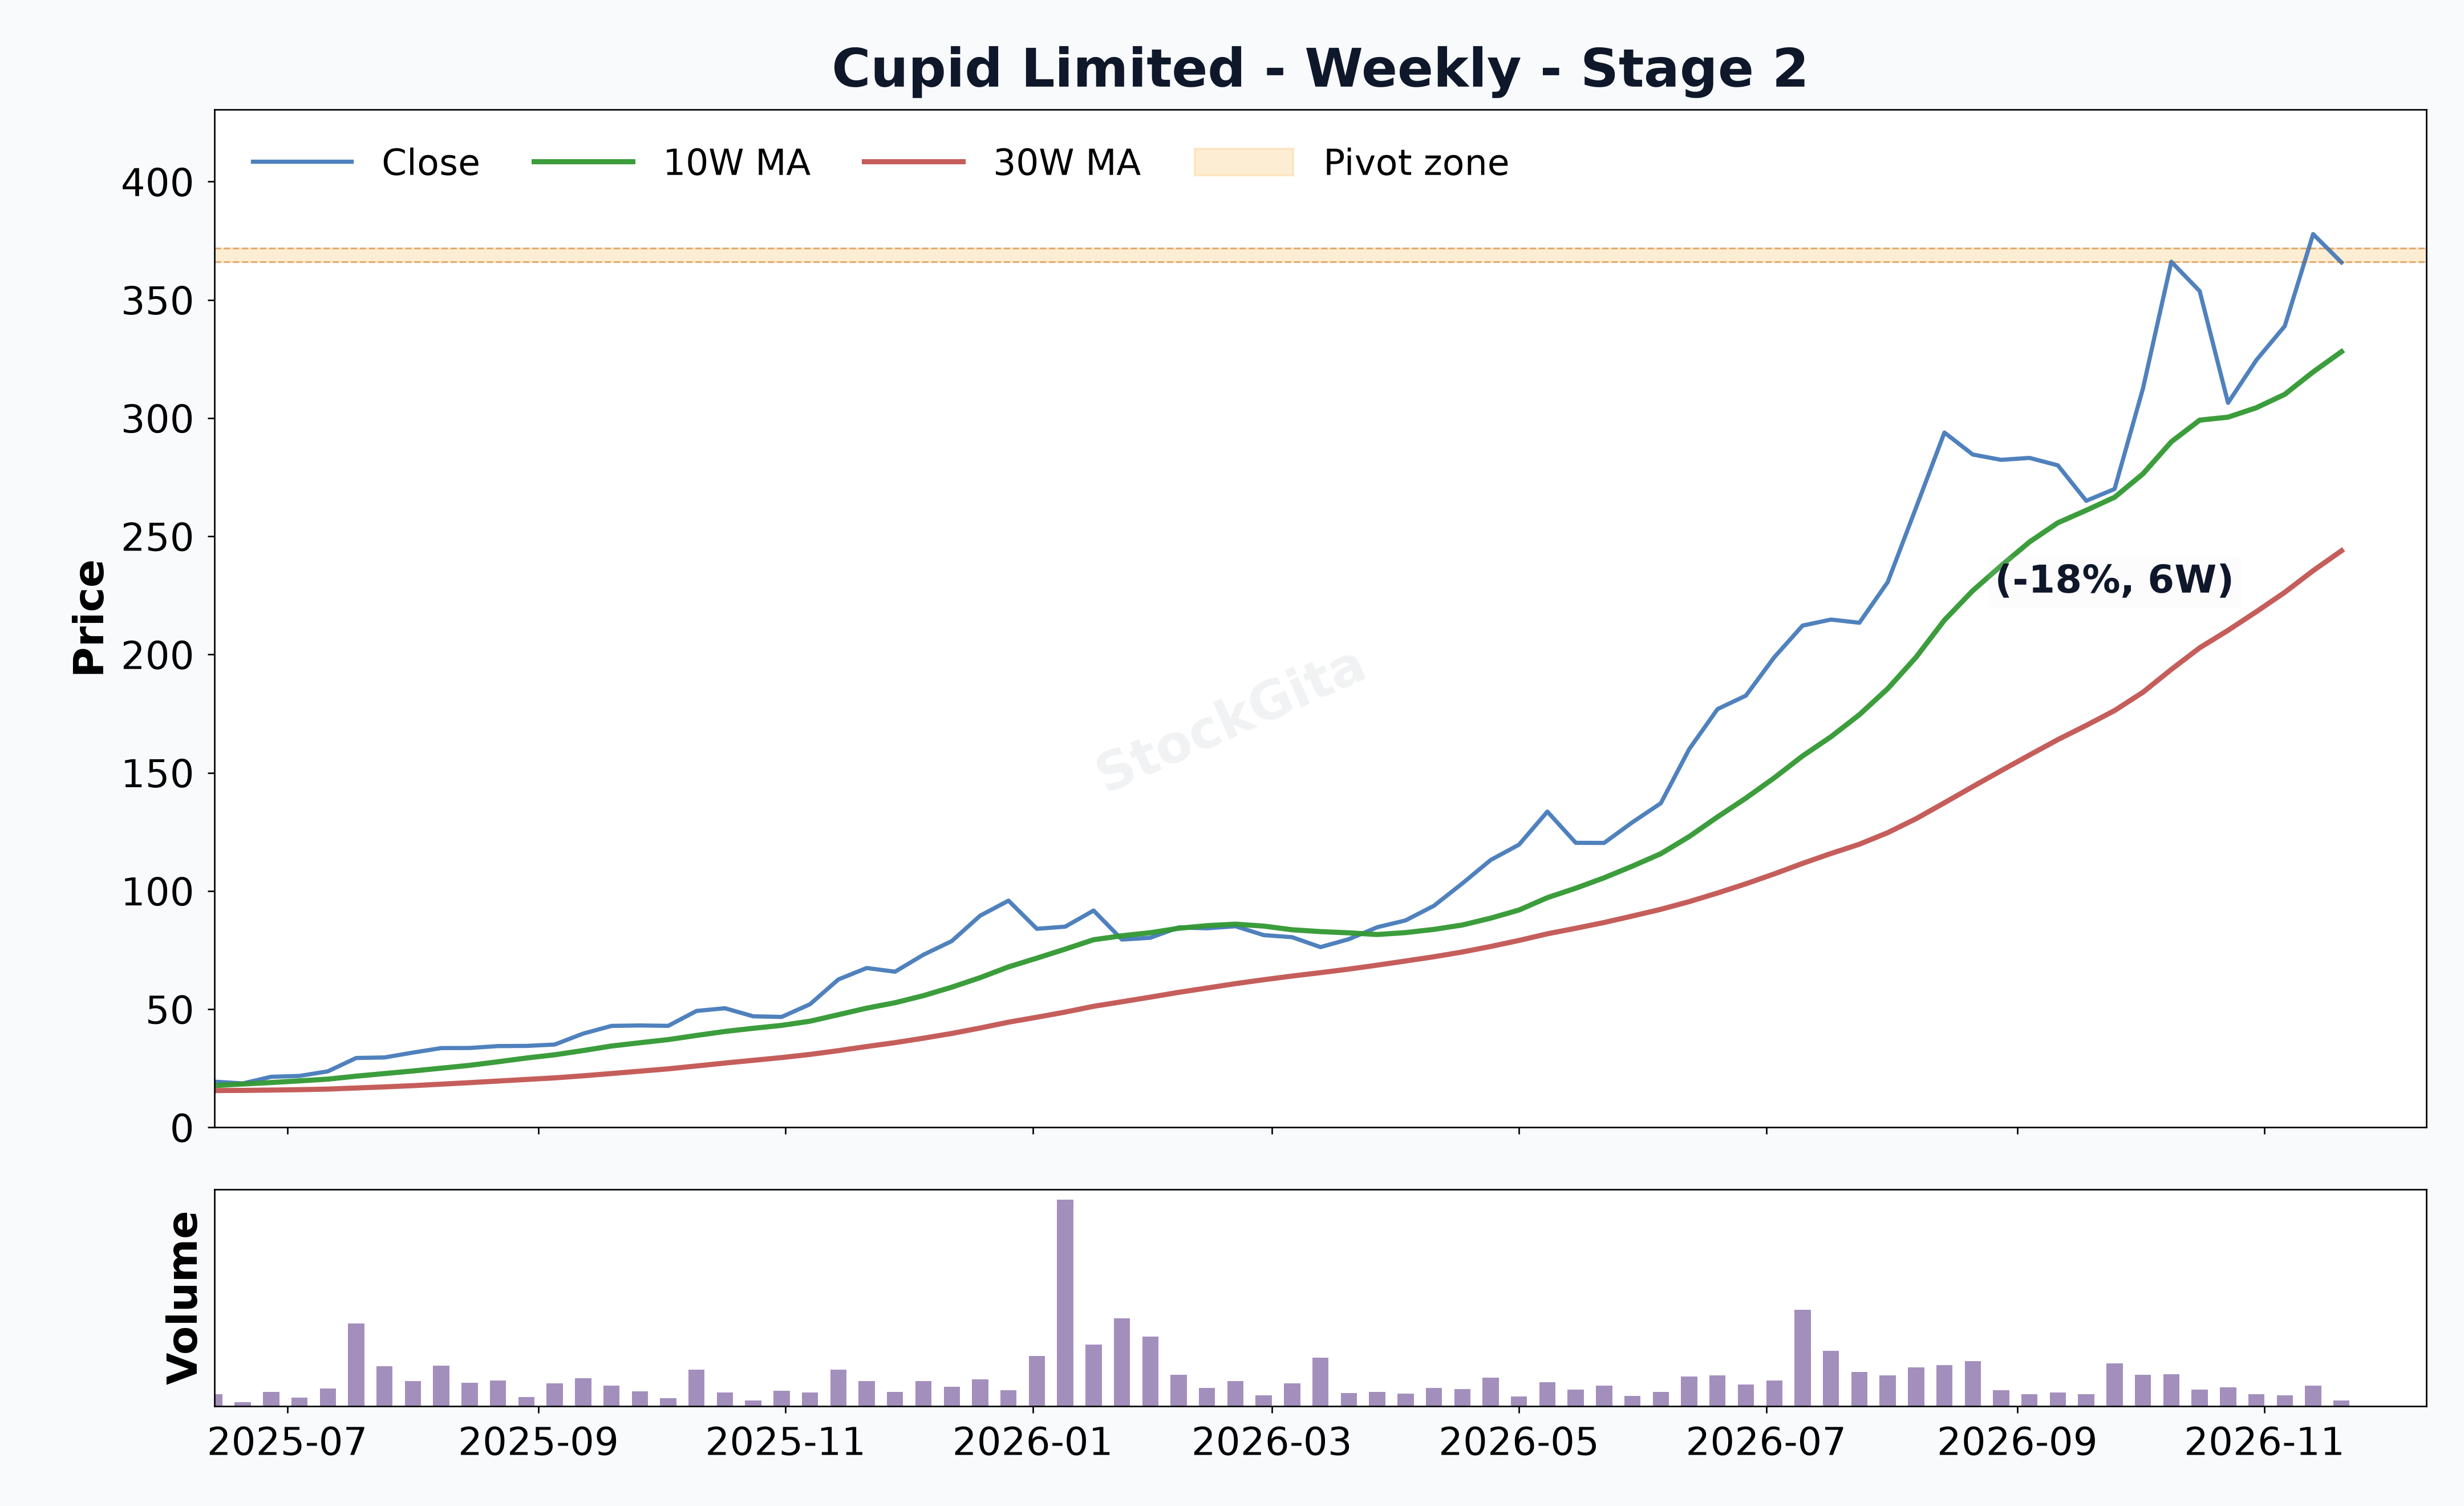 Cupid Limited - Weekly - Stage 2
Close 10W MA 30W MA Pivot zone
400
350
300
250
200
150
100
50
0
Price
(-18%, 6W)
StockGita
Volume
2025-07 2025-09 2025-11 2026-01 2026-03 2026-05 2026-07 2026-09 2026-11